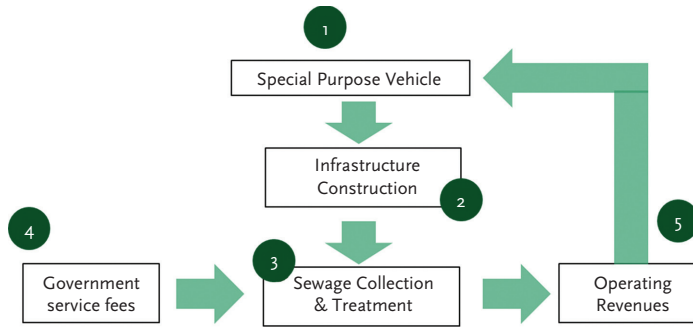 1
Special Purpose Vehicle
Infrastructure
Construction
2
4
3
5
Government
service fees
Sewage Collection
& Treatment
Operating
Revenues